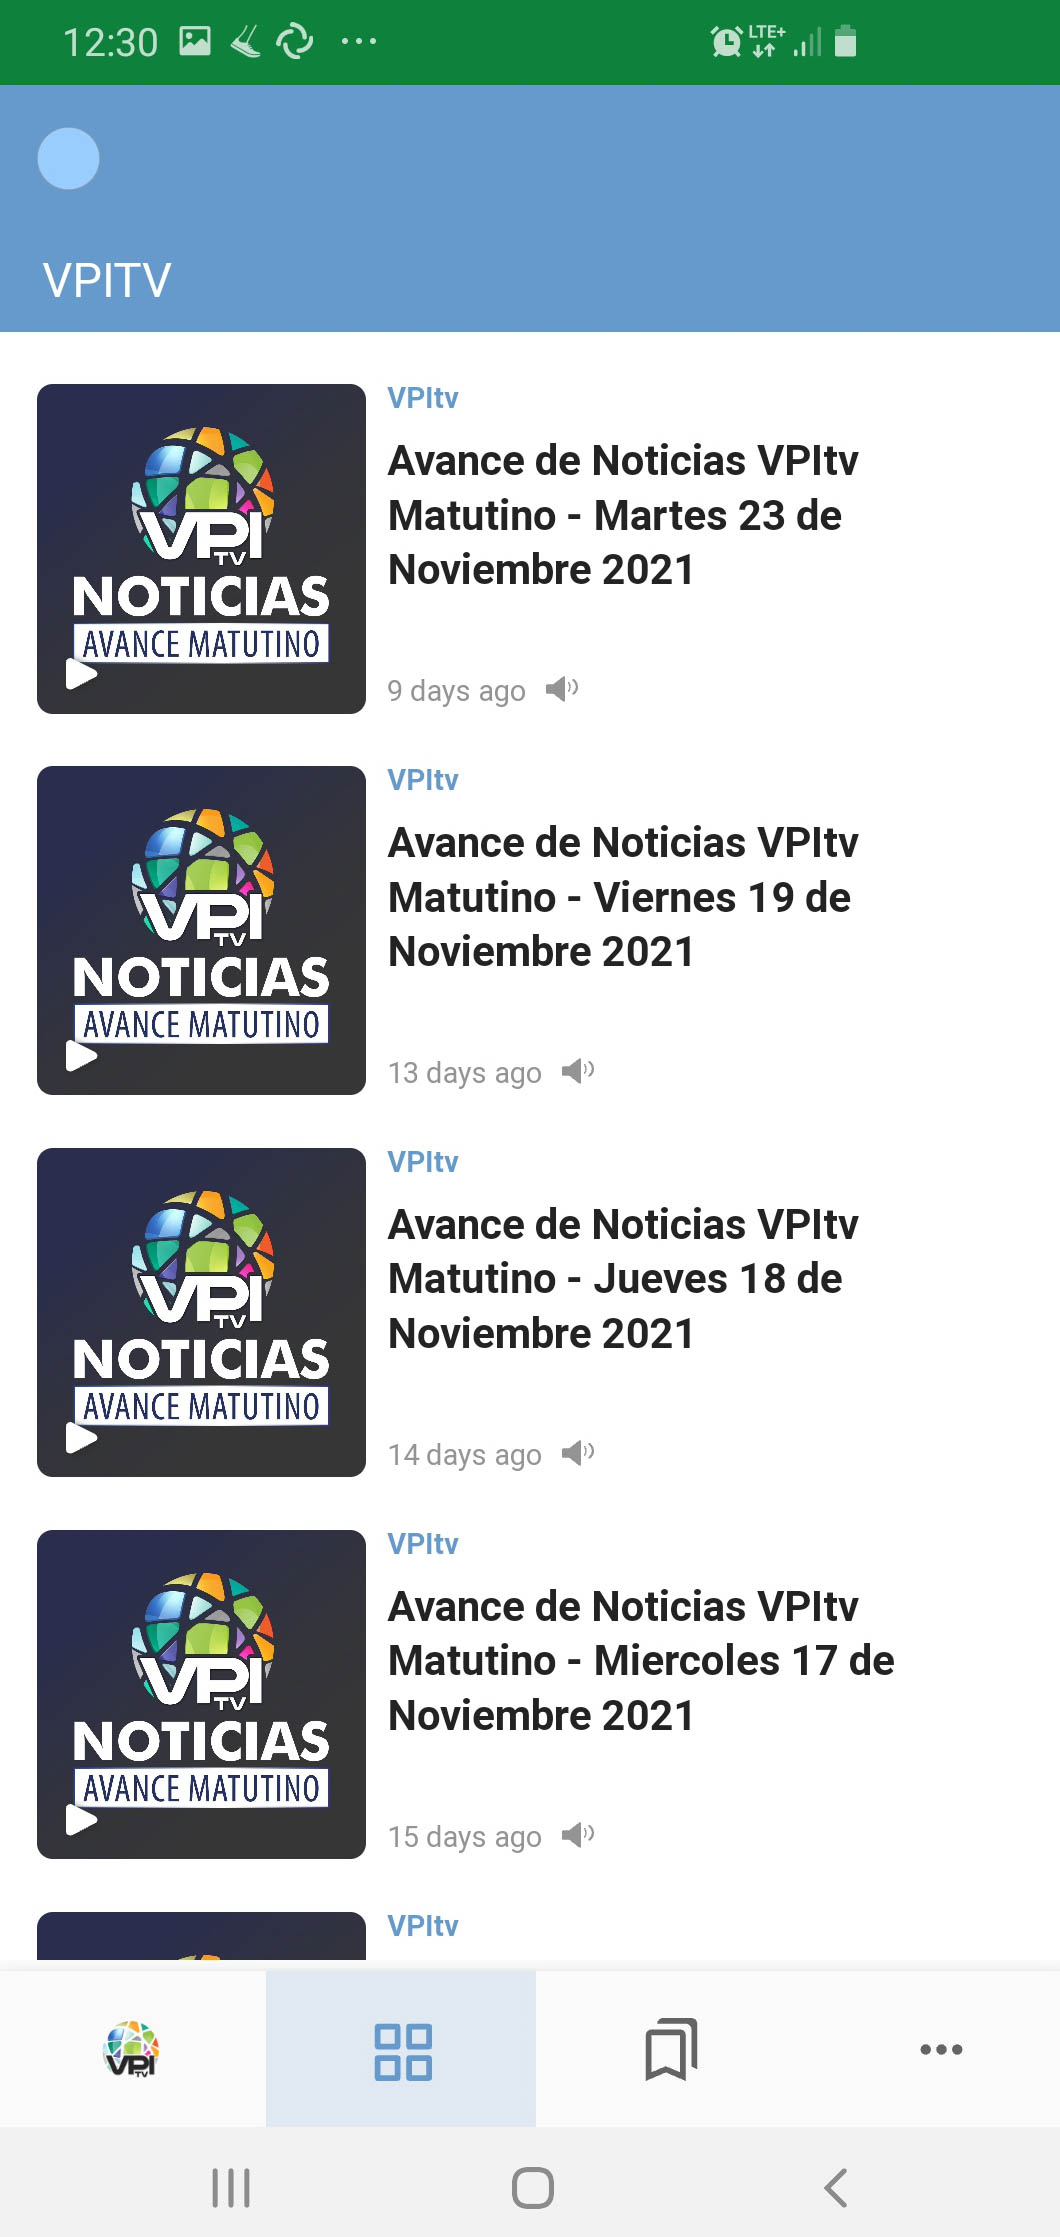 12:30
LTE+
VPITV
VPI
TV
NOTICIAS
AVANCE MATUTINO
VPItv
Avance de Noticias VPItv
Matutino - Martes 23 de
Noviembre 2021
9 days ago
VPI
TV
NOTICIAS
AVANCE MATUTINO
VPItv
Avance de Noticias VPItv
Matutino - Viernes 19 de
Noviembre 2021
13 days ago
VPI
TV
NOTICIAS
AVANCE MATUTINO
VPItv
Avance de Noticias VPItv
Matutino - Jueves 18 de
Noviembre 2021
14 days ago
VPI
TV
NOTICIAS
AVANCE MATUTINO
VPItv
Avance de Noticias VPItv
Matutino - Miercoles 17 de
Noviembre 2021
15 days ago
VPItv
VPI
TV